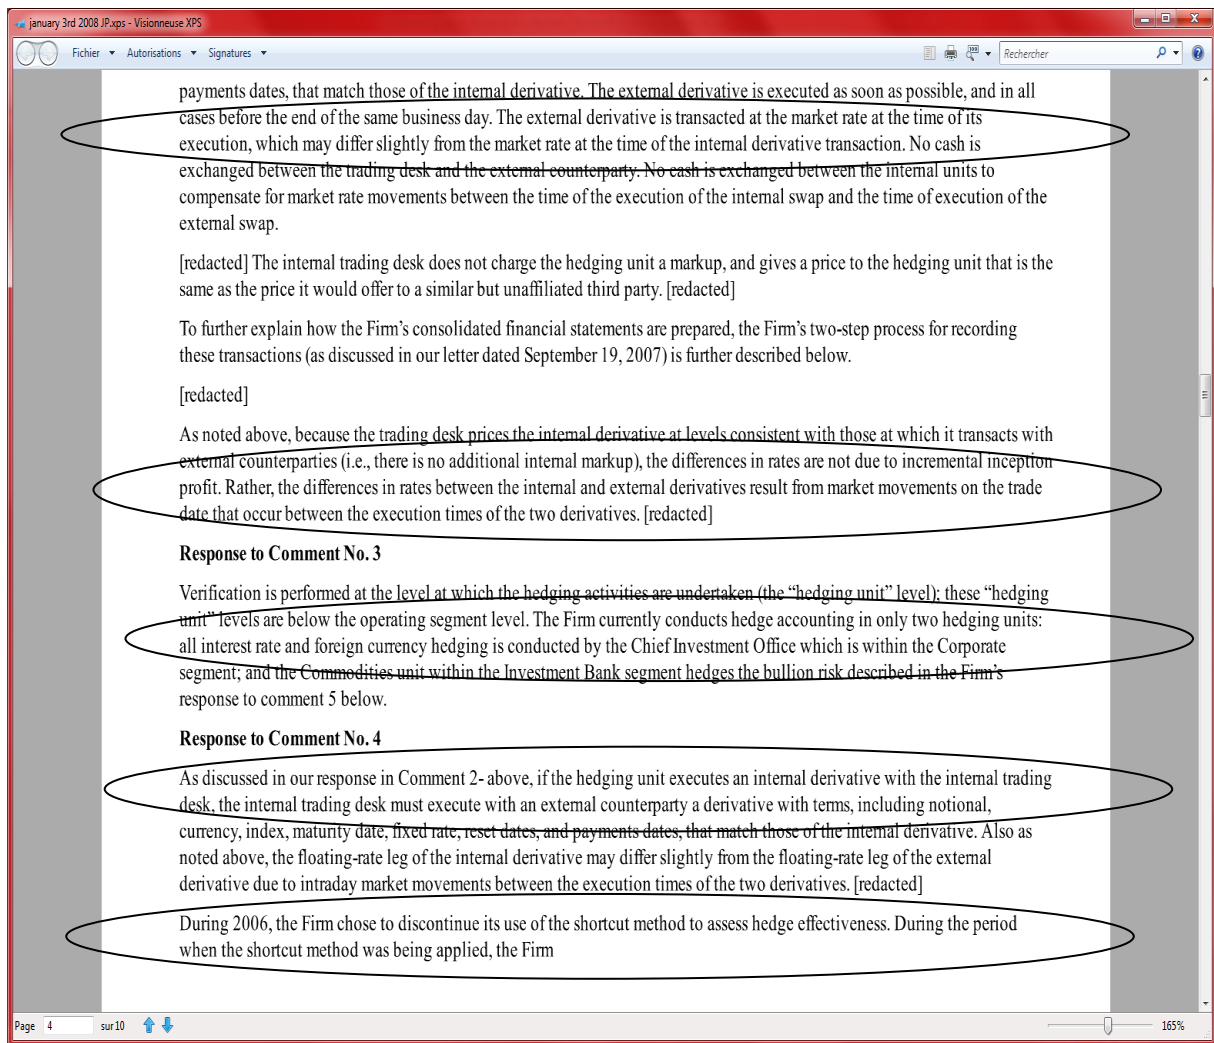 january 3rd 2008 JP.xps - Visionneuse XPS
Fichier Autorisations Signatures Rechercher
payments dates, that match those of the internal derivative. The external derivative is executed as soon as possible, and in all
cases before the end of the same business day. The external derivative is transacted at the market rate at the time of its
execution, which may differ slightly from the market rate at the time of the internal derivative transaction. No cash is
exchanged between the trading desk and the external counterparty. No cash is exchanged between the internal units to
compensate for market rate movements between the time of the execution of the internal swap and the time of execution of the
external swap.
[redacted] The internal trading desk does not charge the hedging unit a markup, and gives a price to the hedging unit that is the
same as the price it would offer to a similar but unaffiliated third party. [redacted]
To further explain how the Firm's consolidated financial statements are prepared, the Firm's two-step process for recording
these transactions (as discussed in our letter dated September 19, 2007) is further described below.
[redacted]
As noted above, because the trading desk prices the internal derivative at levels consistent with those at which it transacts with
external counterparties (i.e., there is no additional internal markup), the differences in rates are not due to incremental inception
profit. Rather, the differences in rates between the internal and external derivatives result from market movements on the trade
date that occur between the execution times of the two derivatives. [redacted]
Response to Comment No. 3
Verification is performed at the level at which the hedging activities are undertaken (the “hedging unit” level); these “hedging
unit” levels are below the operating segment level. The Firm currently conducts hedge accounting in only two hedging units:
all interest rate and foreign currency hedging is conducted by the Chief Investment Office which is within the Corporate
segment; and the Commodities unit within the Investment Bank segment hedges the bullion risk described in the Firm's
response to comment 5 below.
Response to Comment No. 4
As discussed in our response in Comment 2- above, if the hedging unit executes an internal derivative with the internal trading
desk, the internal trading desk must execute with an external counterparty a derivative with terms, including notional,
currency, index, maturity date, fixed rate, reset dates, and payments dates, that match those of the internal derivative. Also as
noted above, the floating-rate leg of the internal derivative may differ slightly from the floating-rate leg of the external
derivative due to intraday market movements between the execution times of the two derivatives. [redacted]
During 2006, the Firm chose to discontinue its use of the shortcut method to assess hedge effectiveness. During the period
when the shortcut method was being applied, the Firm
Page 4 sur 10 165%